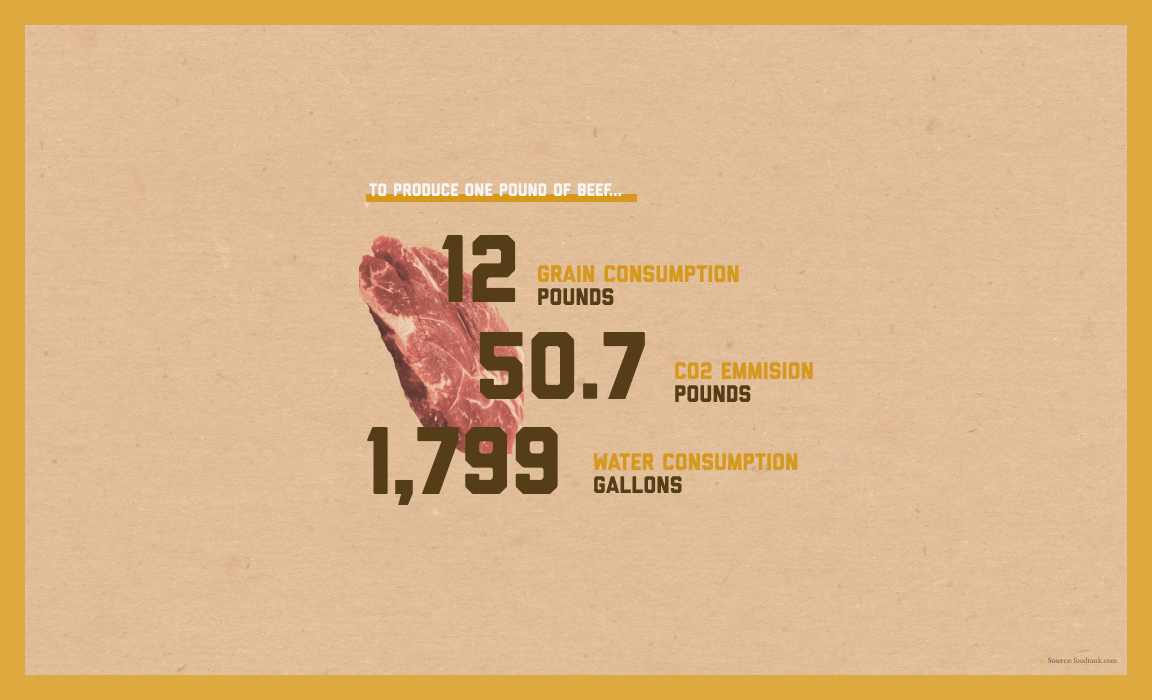 TO PRODUCE ONE POUND OF BEEF...
12
GRAIN CONSUMPTION
POUNDS
50.7
CO2 EMMISION
POUNDS
1,799
WATER CONSUMPTION
GALLONS
Source: foodtank.com